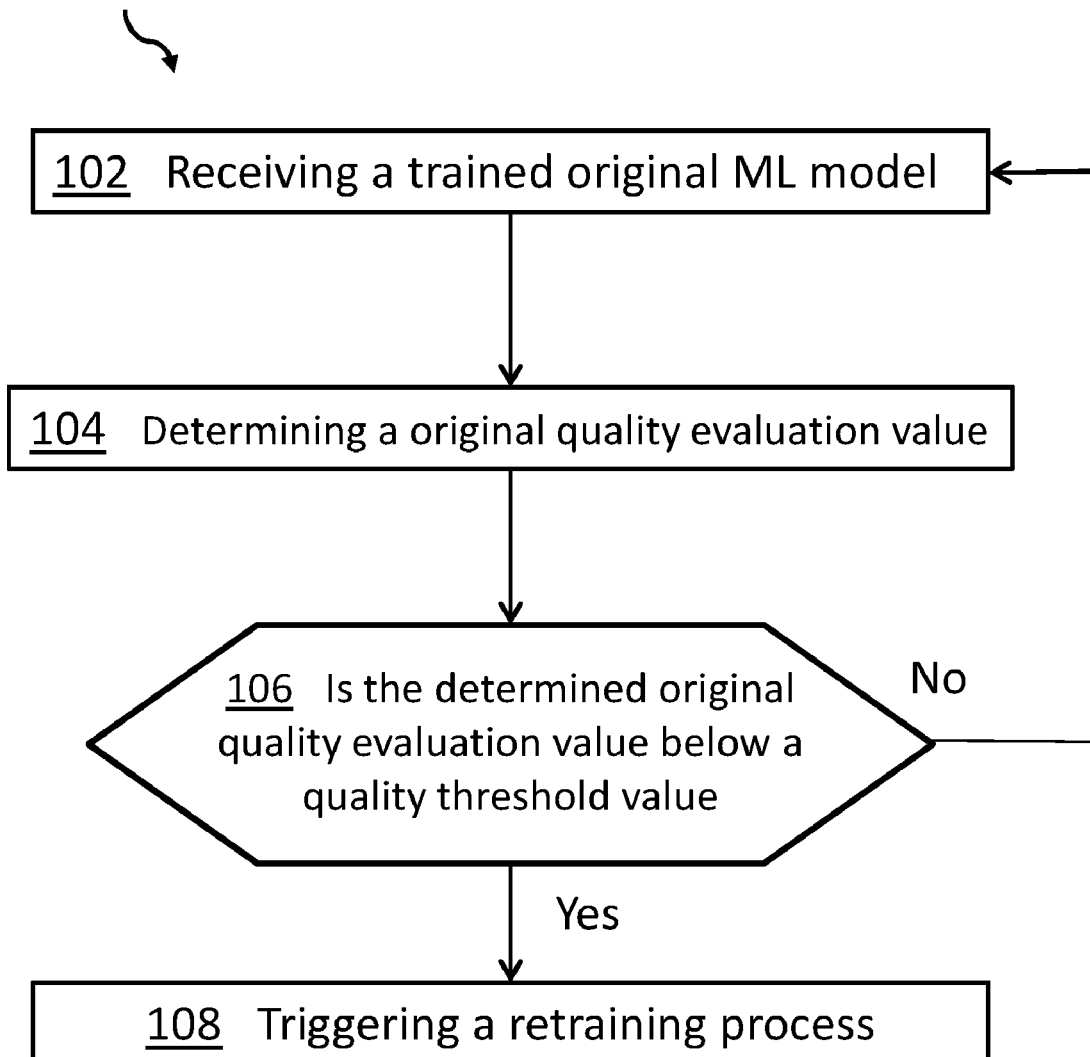 102 Receiving a trained original ML model
104 Determining a original quality evaluation value
106 Is the determined original
quality evaluation value below a
quality threshold value
No
Yes
108 Triggering a retraining process